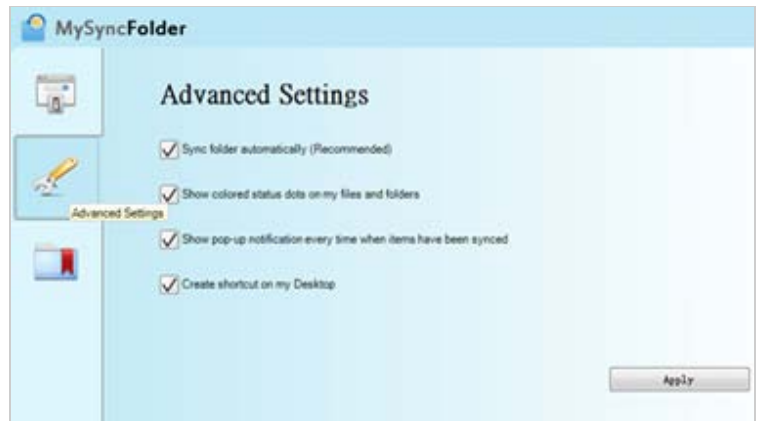 MySyncFolder
Advanced Settings
Sync folder automatically (Recommended)
Show colored status dots on my files and folders
Advanced Settings
Show pop-up notification every time when items have been synced
Create shortcut on my Desktop
Apply